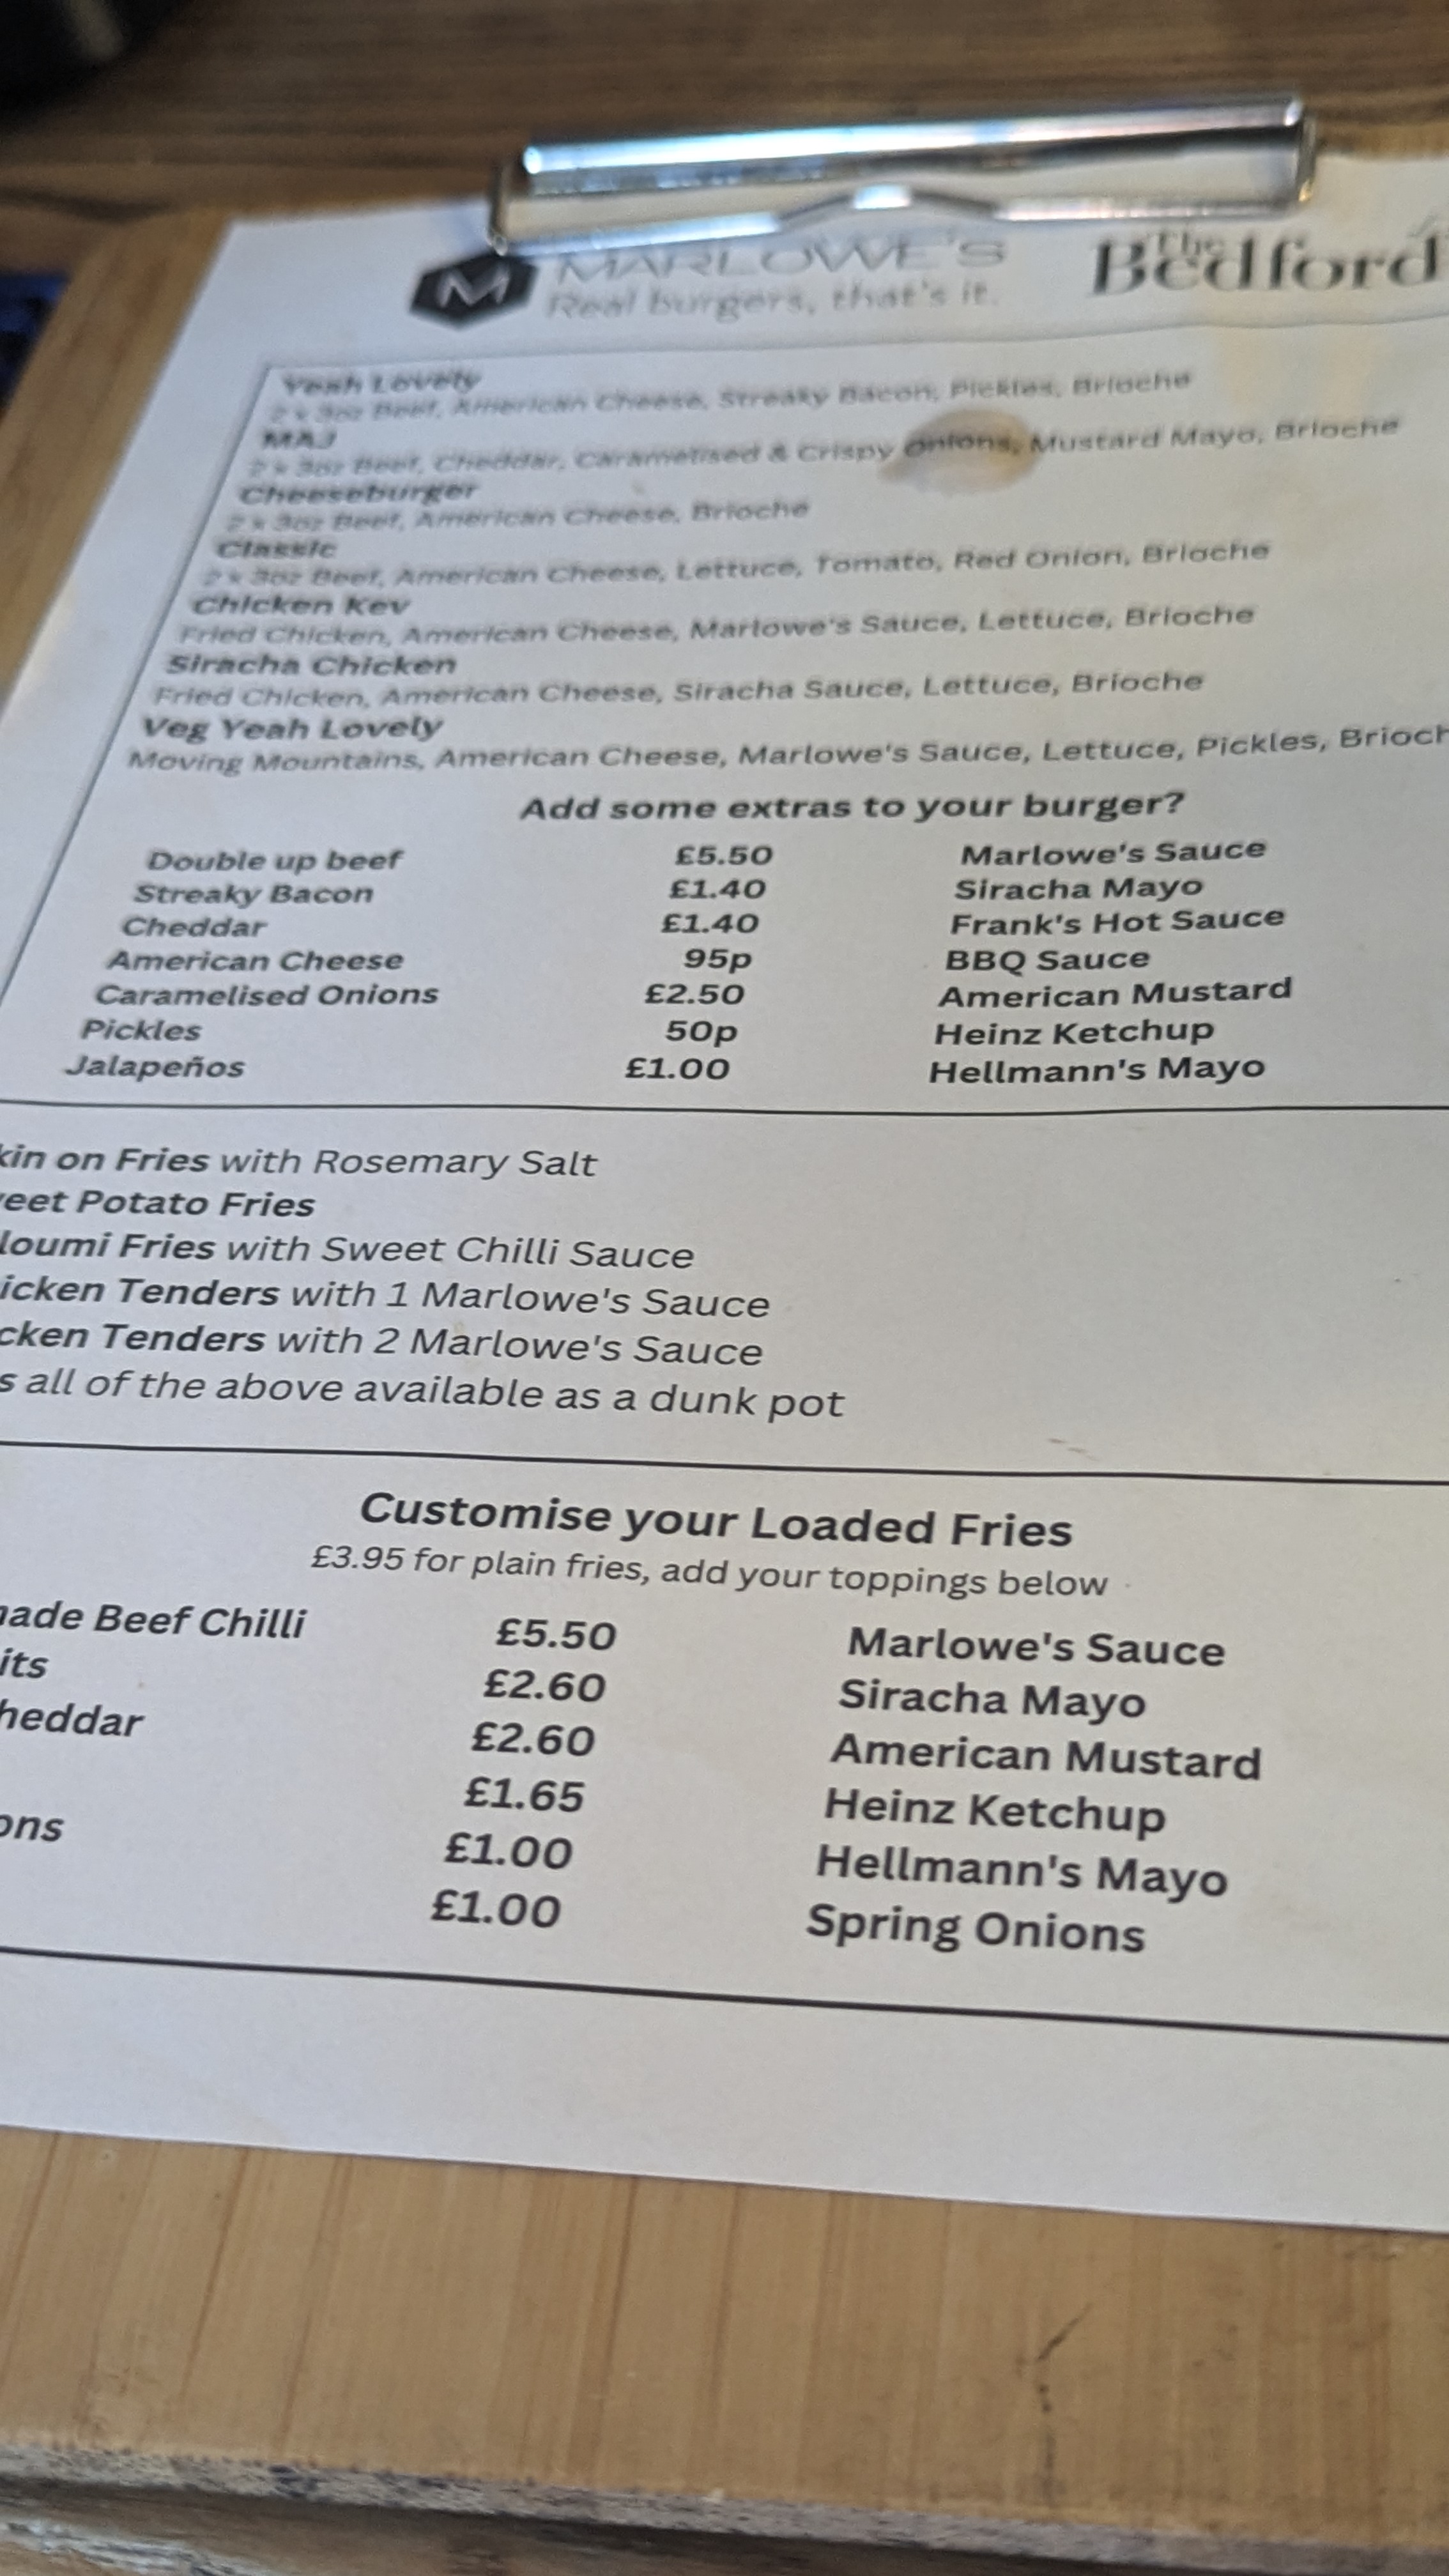 MARLOWE'S
Real burgers, that's it.
The Bedford
Yeah Lovely
2 x 3oz Beef, American Cheese, Streaky Bacon, Pickles, Brioche
MAJ
2 x 3oz Beef, Cheddar, Caramelised & Crispy Onions, Mustard Mayo, Brioche
Cheeseburger
2 x 3oz Beef, American Cheese, Brioche
Classic
2 x 3oz Beef, American Cheese, Lettuce, Tomato, Red Onion, Brioche
Chicken Kev
Fried Chicken, American Cheese, Marlowe's Sauce, Lettuce, Brioche
Siracha Chicken
Fried Chicken, American Cheese, Siracha Sauce, Lettuce, Brioche
Veg Yeah Lovely
Moving Mountains, American Cheese, Marlowe's Sauce, Lettuce, Pickles, Brioch
Add some extras to your burger?
Double up beef £5.50 Marlowe's Sauce
Streaky Bacon £1.40 Siracha Mayo
Cheddar £1.40 Frank's Hot Sauce
American Cheese 95p BBQ Sauce
Caramelised Onions £2.50 American Mustard
Pickles 50p Heinz Ketchup
Jalapeños £1.00 Hellmann's Mayo
kin on Fries with Rosemary Salt
eet Potato Fries
loumi Fries with Sweet Chilli Sauce
icken Tenders with 1 Marlowe's Sauce
cken Tenders with 2 Marlowe's Sauce
s all of the above available as a dunk pot
Customise your Loaded Fries
£3.95 for plain fries, add your toppings below
ade Beef Chilli £5.50 Marlowe's Sauce
its £2.60 Siracha Mayo
heddar £2.60 American Mustard
£1.65 Heinz Ketchup
ons £1.00 Hellmann's Mayo
£1.00 Spring Onions